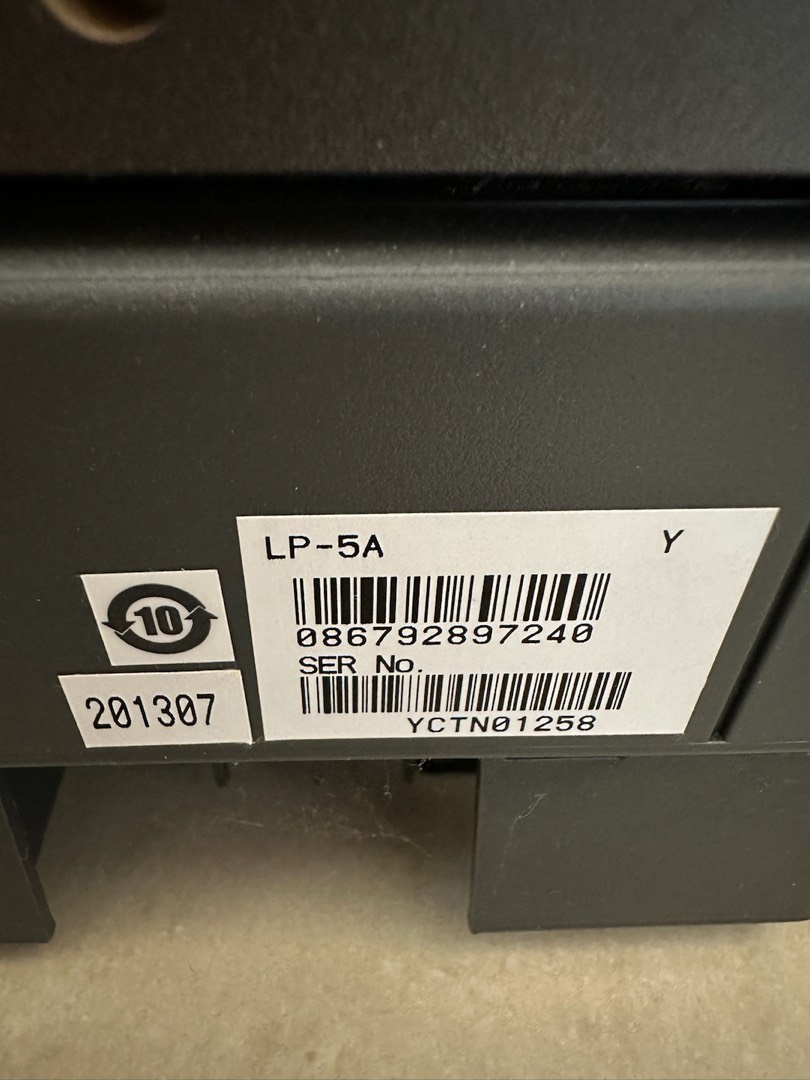 LP-5A Y
086792897240
SER No.
YCTN01258
10
201307